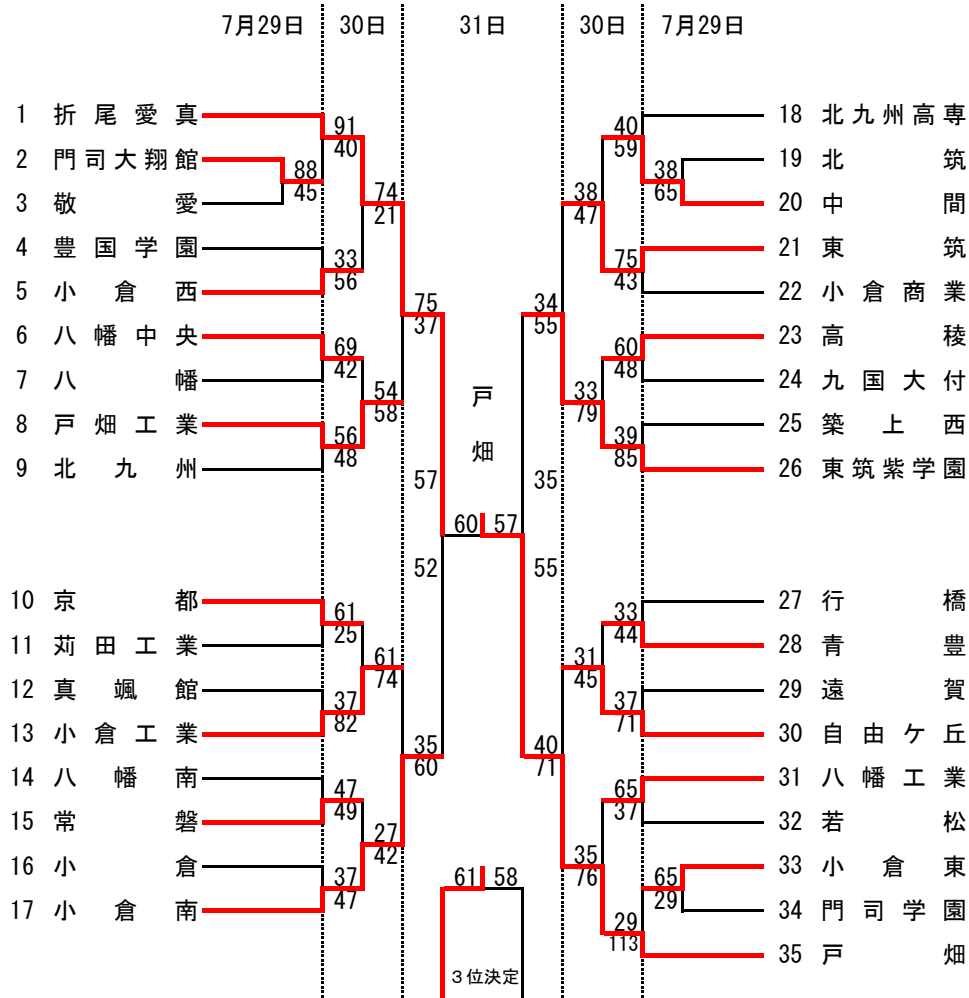 7月29日 30日 31日 30日 7月29日
1 折尾愛真
2 門司大翔館
3 敬愛
4 豊国学園
5 小倉西
6 八幡中央
7 八幡
8 戸畑工業
9 北九州
10 京都
11 苅田工業
12 真颯館
13 小倉工業
14 八幡南
15 常磐
16 小倉
17 小倉南
88
45
91
40
33
56
69
42
56
48
61
25
37
82
47
49
37
47
74
21
54
58
61
74
27
42
75
37
35
60
57
52
戸畑
60 57
61 58
3位決定
35
55
34
55
40
71
38
47
33
79
31
45
35
76
40
59
75
43
60
48
39
85
33
44
37
71
65
37
29
113
38
65
65
29
18 北九州高専
19 北筑
20 中間
21 東筑
22 小倉商業
23 高稜
24 九国大付
25 築上西
26 東筑紫学園
27 行橋
28 青豊
29 遠賀
30 自由ケ丘
31 八幡工業
32 若松
33 小倉東
34 門司学園
35 戸畑